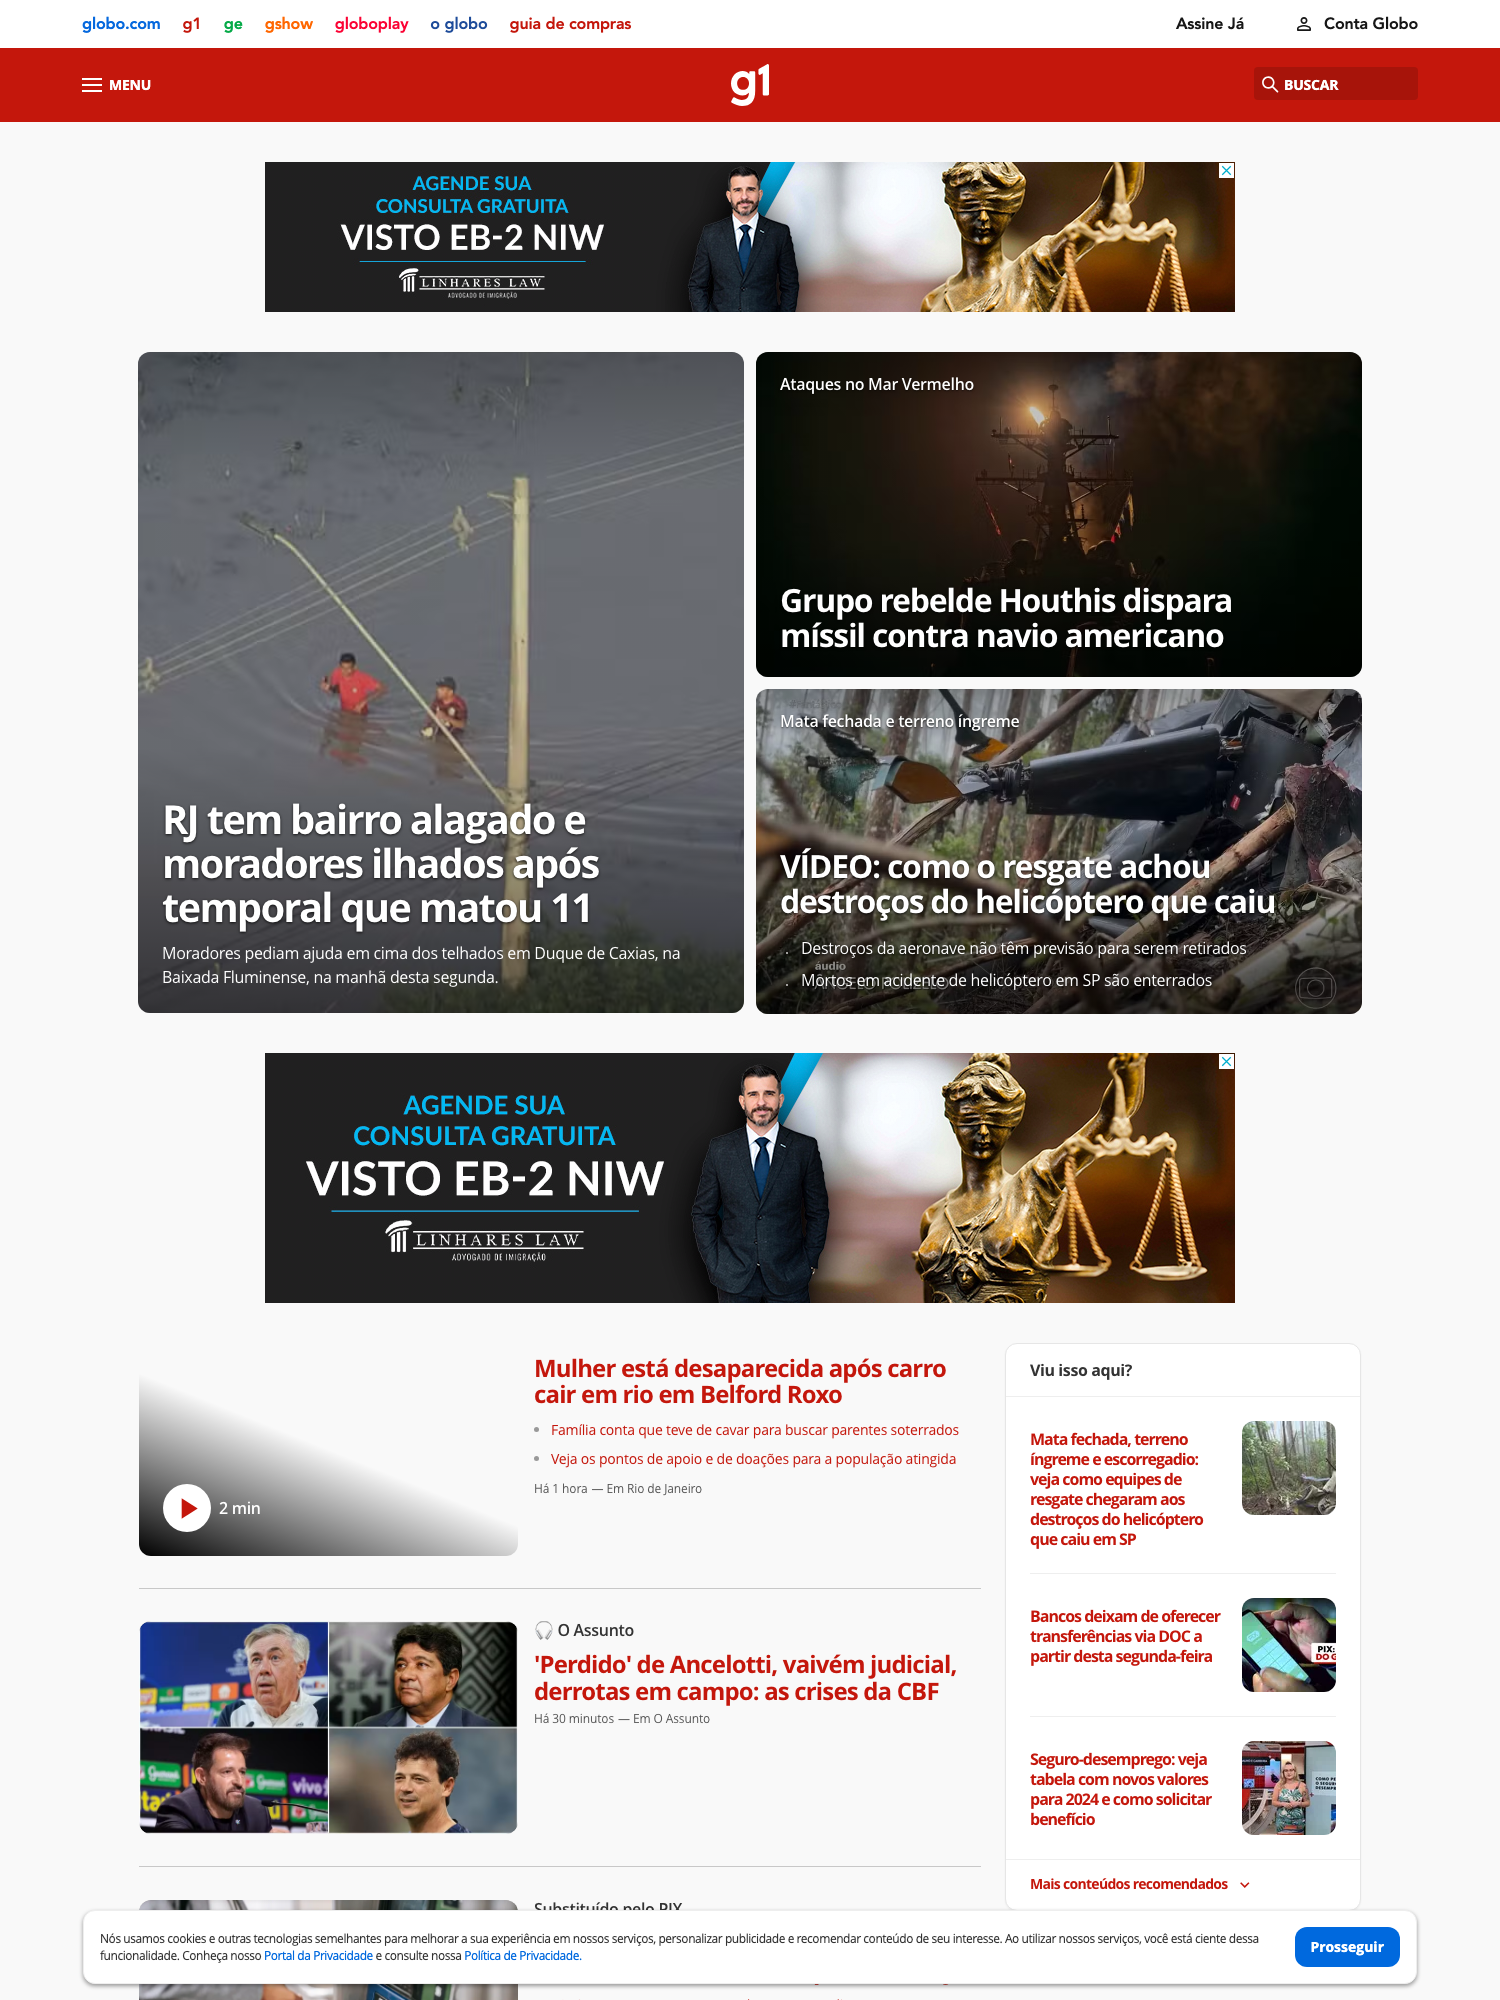 globo.com g1 ge gshow globoplay o globo guia de compras Assine Já Conta Globo
MENU g1 BUSCAR
AGENDE SUA
CONSULTA GRATUITA
VISTO EB-2 NIW
LINHARES LAW
ADVOGADO DE IMIGRAÇÃO
RJ tem bairro alagado e
moradores ilhados após
temporal que matou 11
Moradores pediam ajuda em cima dos telhados em Duque de Caxias, na
Baixada Fluminense, na manhã desta segunda.
Ataques no Mar Vermelho
Grupo rebelde Houthis dispara
míssil contra navio americano
Mata fechada e terreno íngreme
VÍDEO: como o resgate achou
destroços do helicóptero que caiu
Destroços da aeronave não têm previsão para serem retirados
áudio
Mortos em acidente de helicóptero em SP são enterrados
AGENDE SUA
CONSULTA GRATUITA
VISTO EB-2 NIW
LINHARES LAW
ADVOGADO DE IMIGRAÇÃO
2 min
Mulher está desaparecida após carro
cair em rio em Belford Roxo
Família conta que teve de cavar para buscar parentes soterrados
Veja os pontos de apoio e de doações para a população atingida
Há 1 hora — Em Rio de Janeiro
O Assunto
'Perdido' de Ancelotti, vaivém judicial,
derrotas em campo: as crises da CBF
Há 30 minutos — Em O Assunto
Substituído pelo PIX
Viu isso aqui?
Mata fechada, terreno
íngreme e escorregadio:
veja como equipes de
resgate chegaram aos
destroços do helicóptero
que caiu em SP
Bancos deixam de oferecer
transferências via DOC a
partir desta segunda-feira
PIX:
DO G
Seguro-desemprego: veja
tabela com novos valores
para 2024 e como solicitar
benefício
Mais conteúdos recomendados
Nós usamos cookies e outras tecnologias semelhantes para melhorar a sua experiência em nossos serviços, personalizar publicidade e recomendar conteúdo de seu interesse. Ao utilizar nossos serviços, você está ciente dessa
funcionalidade. Conheça nosso Portal da Privacidade e consulte nossa Política de Privacidade.
Prosseguir